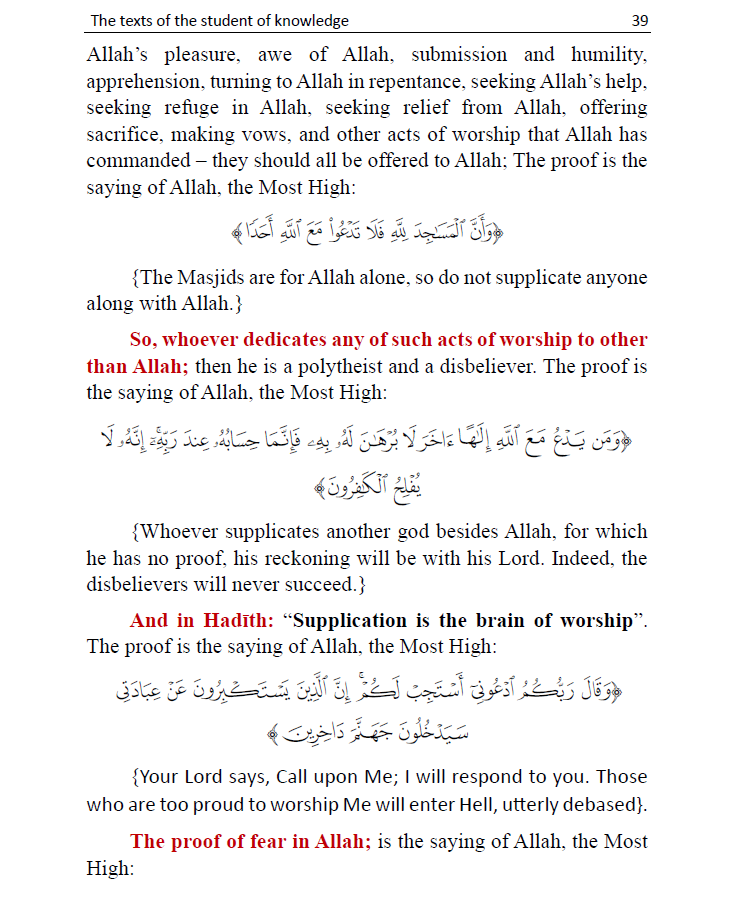 The texts of the student of knowledge 39
Allah’s pleasure, awe of Allah, submission and humility,
apprehension, turning to Allah in repentance, seeking Allah’s help,
seeking refuge in Allah, seeking relief from Allah, offering
sacrifice, making vows, and other acts of worship that Allah has
commanded – they should all be offered to Allah; The proof is the
saying of Allah, the Most High:
﴿وَأَنَّ ٱلۡمَسَٰجِدَ لِلَّهِ فَلَا تَدۡعُواْ مَعَ ٱللَّهِ أَحَدٗا﴾
{The Masjids are for Allah alone, so do not supplicate anyone
along with Allah.}
So, whoever dedicates any of such acts of worship to other
than Allah; then he is a polytheist and a disbeliever. The proof is
the saying of Allah, the Most High:
﴿وَمَن يَدۡعُ مَعَ ٱللَّهِ إِلَٰهًا ءَاخَرَ لَا بُرۡهَٰنَ لَهُۥ بِهِۦ فَإِنَّمَا حِسَابُهُۥ عِندَ رَبِّهِۦٓۚ إِنَّهُۥ لَا
يُفۡلِحُ ٱلۡكَٰفِرُونَ﴾
{Whoever supplicates another god besides Allah, for which
he has no proof, his reckoning will be with his Lord. Indeed, the
disbelievers will never succeed.}
And in Hadīth: “Supplication is the brain of worship”.
The proof is the saying of Allah, the Most High:
﴿وَقَالَ رَبُّكُمُ ٱدۡعُونِيٓ أَسۡتَجِبۡ لَكُمۡۚ إِنَّ ٱلَّذِينَ يَسۡتَكۡبِرُونَ عَنۡ عِبَادَتِي
سَيَدۡخُلُونَ جَهَنَّمَ دَاخِرِينَ﴾
{Your Lord says, Call upon Me; I will respond to you. Those
who are too proud to worship Me will enter Hell, utterly debased}.
The proof of fear in Allah; is the saying of Allah, the Most
High: